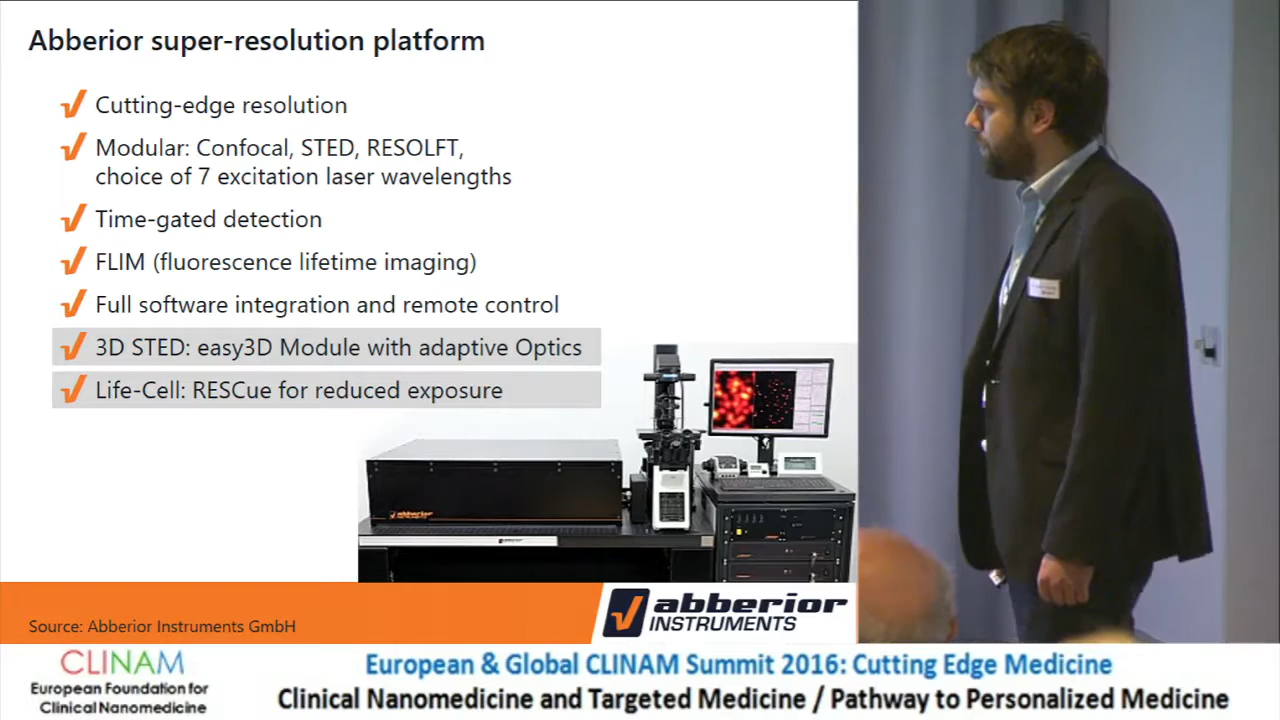 Abberior super-resolution platform
Cutting-edge resolution
Modular: Confocal, STED, RESOLFT,
choice of 7 excitation laser wavelengths
Time-gated detection
FLIM (fluorescence lifetime imaging)
Full software integration and remote control
3D STED: easy3D Module with adaptive Optics
Life-Cell: RESCue for reduced exposure
abberior
INSTRUMENTS
Source: Abberior Instruments GmbH
abberior
INSTRUMENTS
CLINAM
European Foundation for
Clinical Nanomedicine
European & Global CLINAM Summit 2016: Cutting Edge Medicine
Clinical Nanomedicine and Targeted Medicine / Pathway to Personalized Medicine